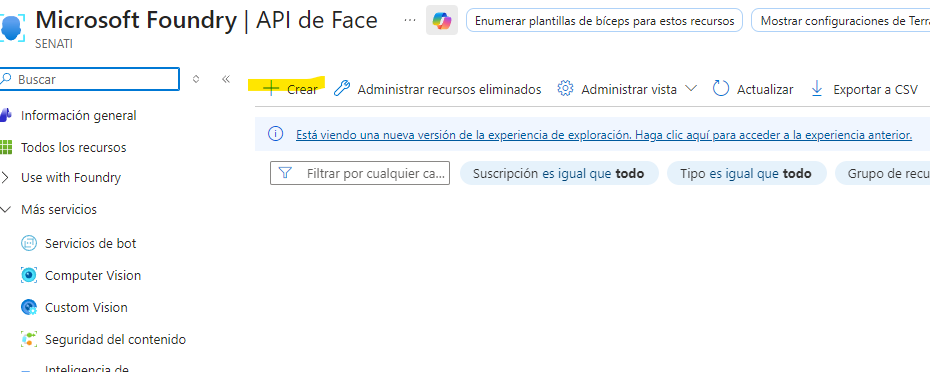 Microsoft Foundry | API de Face
...
Enumerar plantillas de bíceps para estos recursos
Mostrar configuraciones de Terra
SENATI
Buscar
Crear
Administrar recursos eliminados
Administrar vista
Actualizar
Exportar a CSV
Información general
Está viendo una nueva versión de la experiencia de exploración. Haga clic aquí para acceder a la experiencia anterior.
Todos los recursos
Filtrar por cualquier ca...
Suscripción es igual que todo
Tipo es igual que todo
Grupo de recu
Use with Foundry
Más servicios
Servicios de bot
Computer Vision
Custom Vision
Seguridad del contenido
Inteligencia de